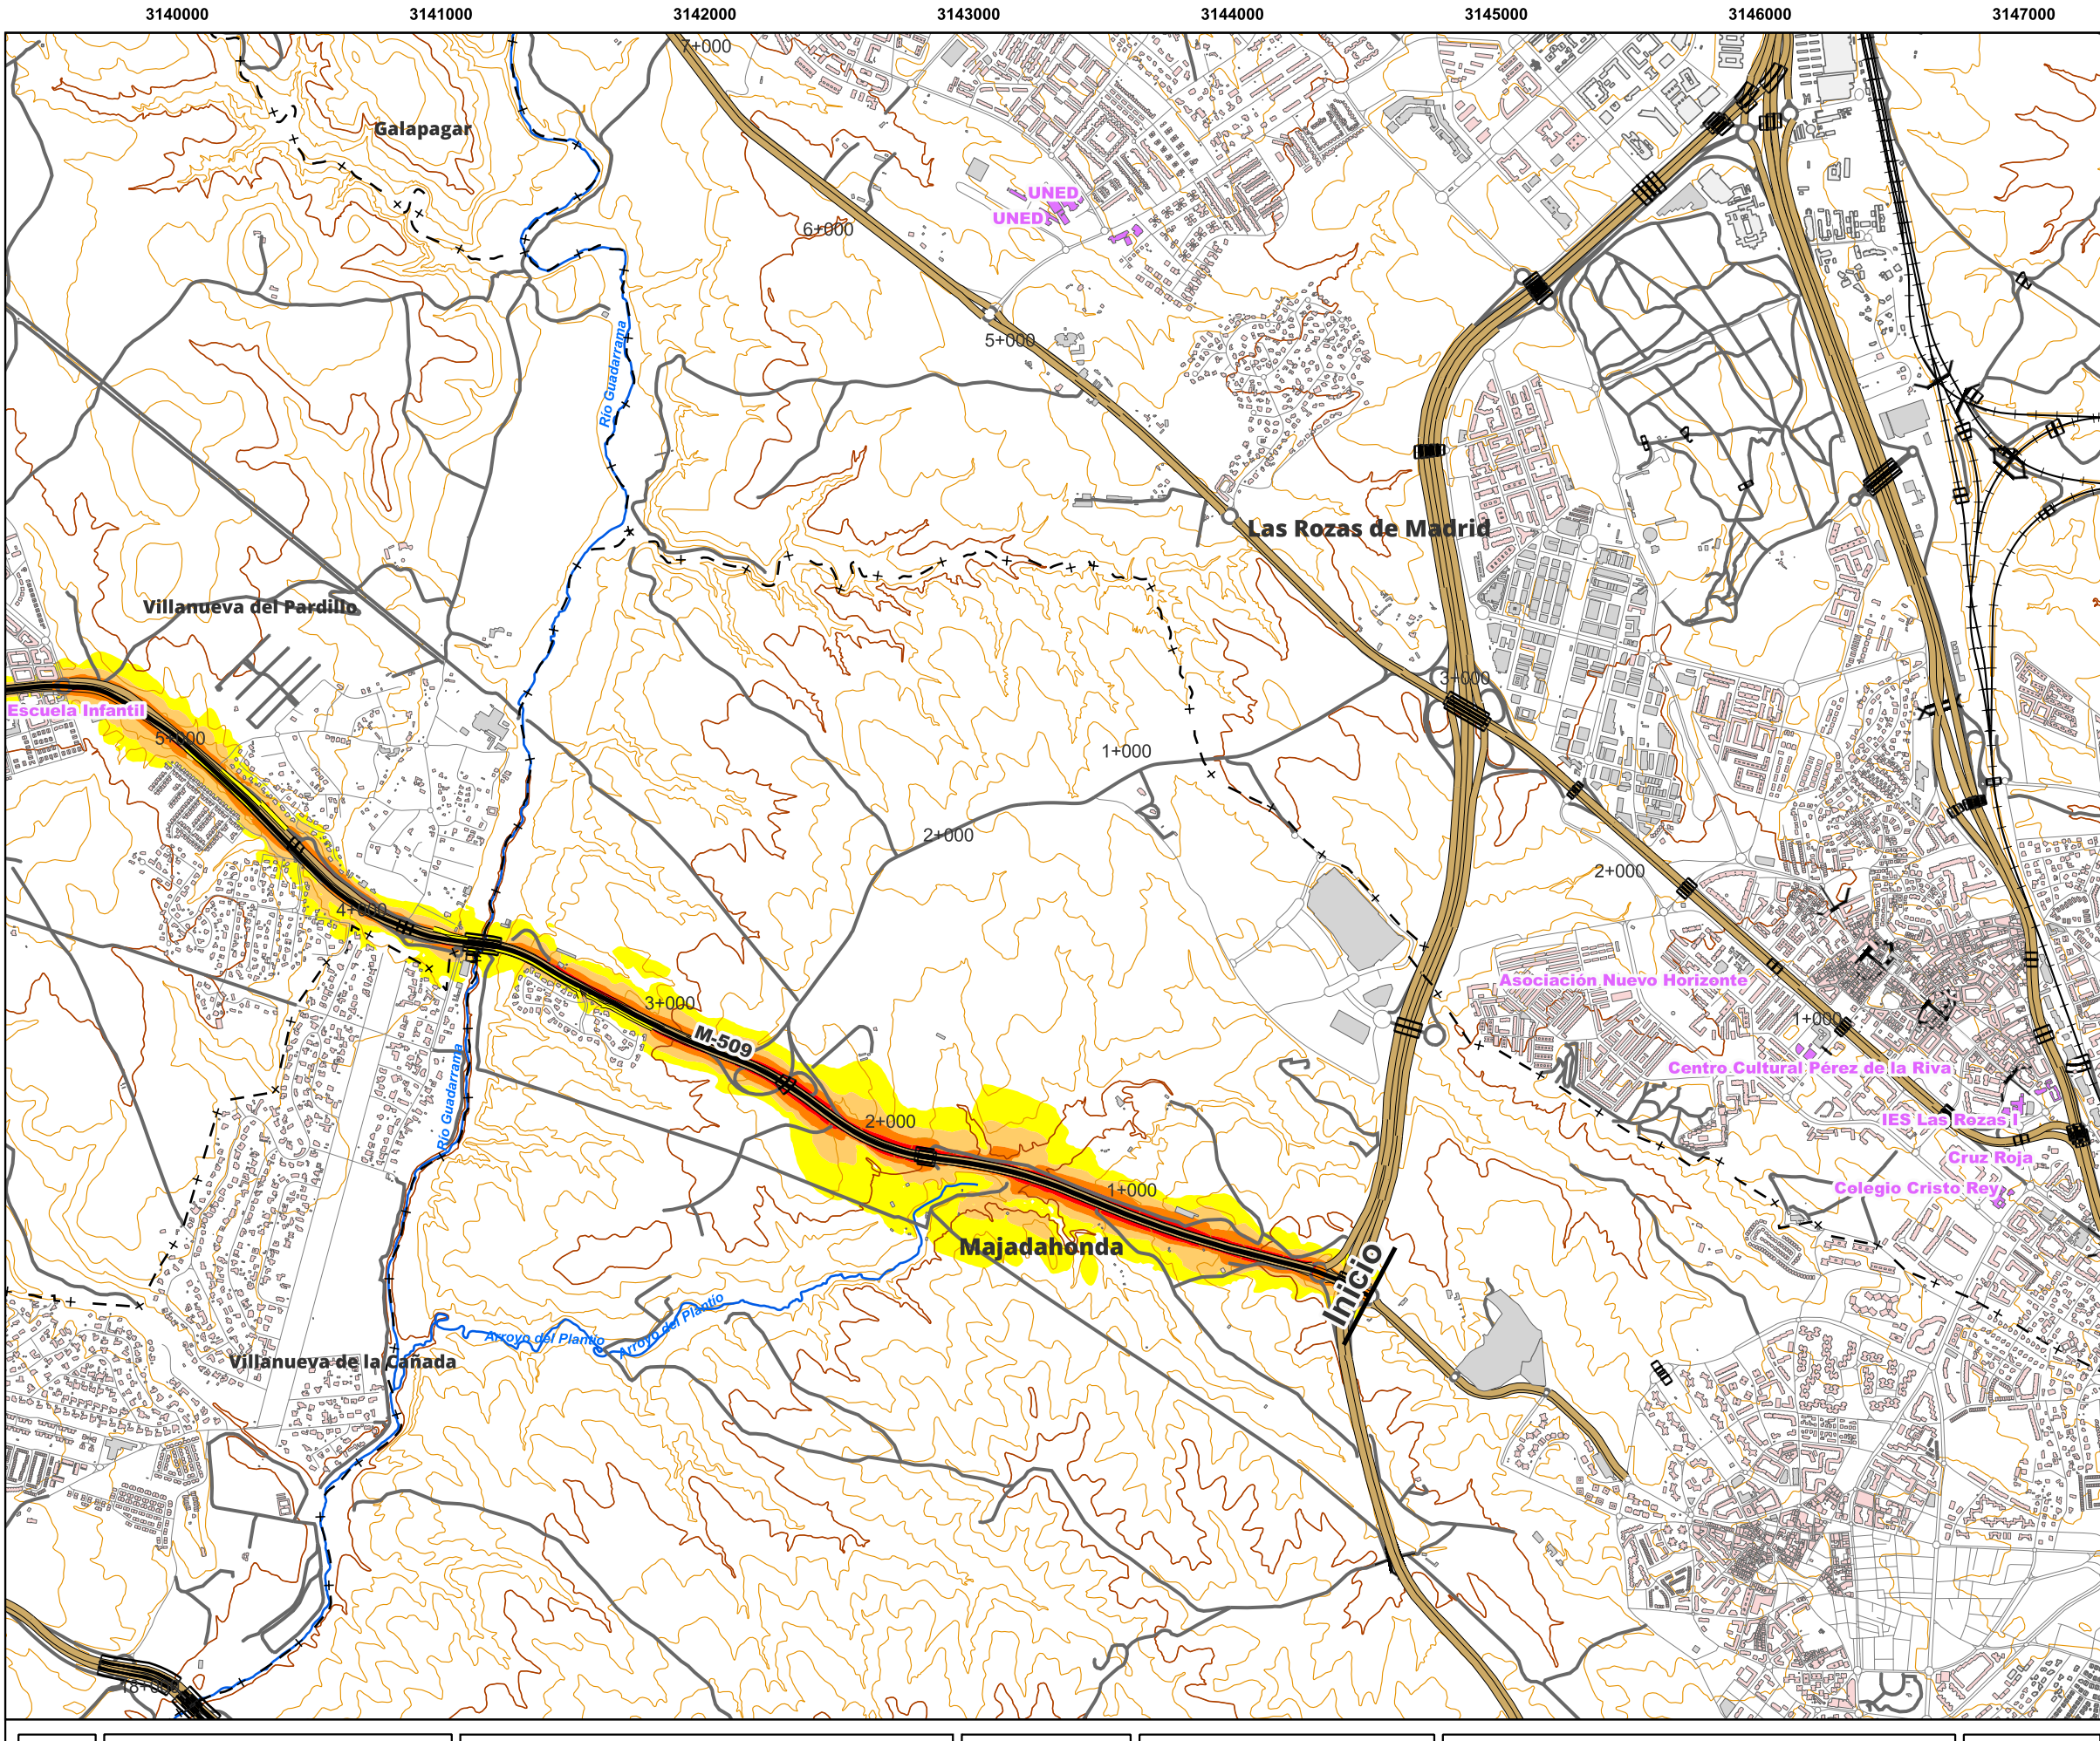 3140000 3141000 3142000 3143000 3144000 3145000 3146000 3147000
7+000
Galapagar
UNED
UNED
6+000
5+000
Río Guadarrama
Las Rozas de Madrid
Villanueva del Pardillo
3+000
Escuela Infantil
5+000
1+000
2+000
2+000
4+000
Asociación Nuevo Horizonte
3+000
M-509
1+000
Centro Cultural Pérez de la Riva
Río Guadarrama
2+000
IES Las Rozas I
Cruz Roja
1+000
Colegio Cristo Rey
Majadahonda
Inicio
Arroyo del Plantio
Arroyo del Plantio
Villanueva de la Cañada
18+000